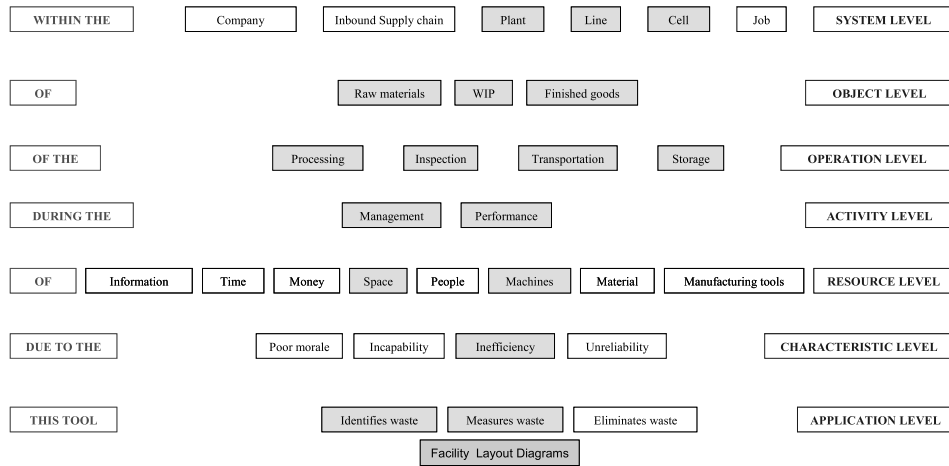 WITHIN THE Company Inbound Supply chain Plant Line Cell Job SYSTEM LEVEL
OF Raw materials WIP Finished goods OBJECT LEVEL
OF THE Processing Inspection Transportation Storage OPERATION LEVEL
DURING THE Management Performance ACTIVITY LEVEL
OF Information Time Money Space People Machines Material Manufacturing tools RESOURCE LEVEL
DUE TO THE Poor morale Incapability Inefficiency Unreliability CHARACTERISTIC LEVEL
THIS TOOL Identifies waste Measures waste Eliminates waste APPLICATION LEVEL
Facility Layout Diagrams